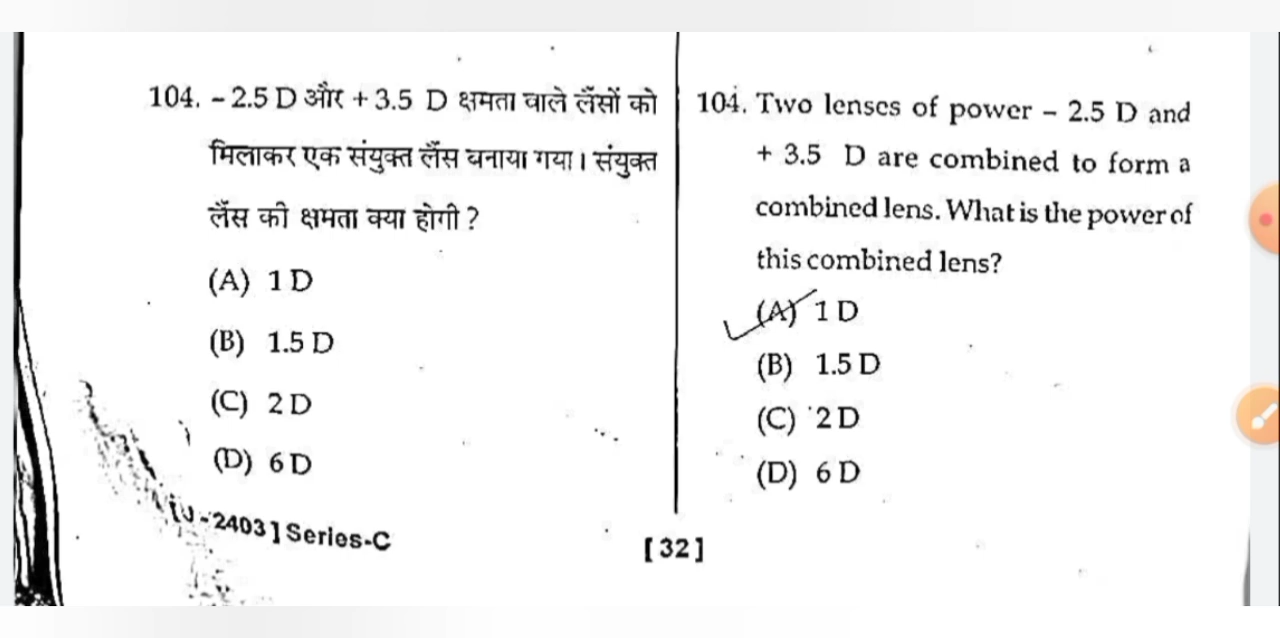 104. - 2.5 D और + 3.5 D क्षमता वाले लैंसों को
मिलाकर एक संयुक्त लैंस बनाया गया। संयुक्त
लैंस की क्षमता क्या होगी ?
(A) 1 D
(B) 1.5 D
(C) 2 D
(D) 6 D
104. Two lenses of power - 2.5 D and
+ 3.5 D are combined to form a
combined lens. What is the power of
this combined lens?
(A) 1 D
(B) 1.5 D
(C) 2 D
(D) 6 D
[J-2403] Series-C
[ 32 ]